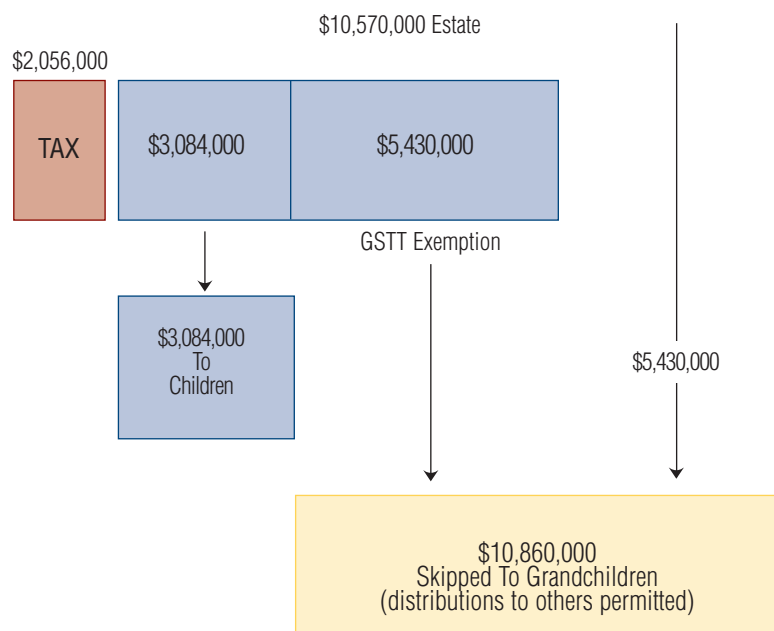 $10,570,000 Estate
$2,056,000
TAX
$3,084,000
$5,430,000
GSTT Exemption
$3,084,000
To
Children
$5,430,000
$10,860,000
Skipped To Grandchildren
(distributions to others permitted)